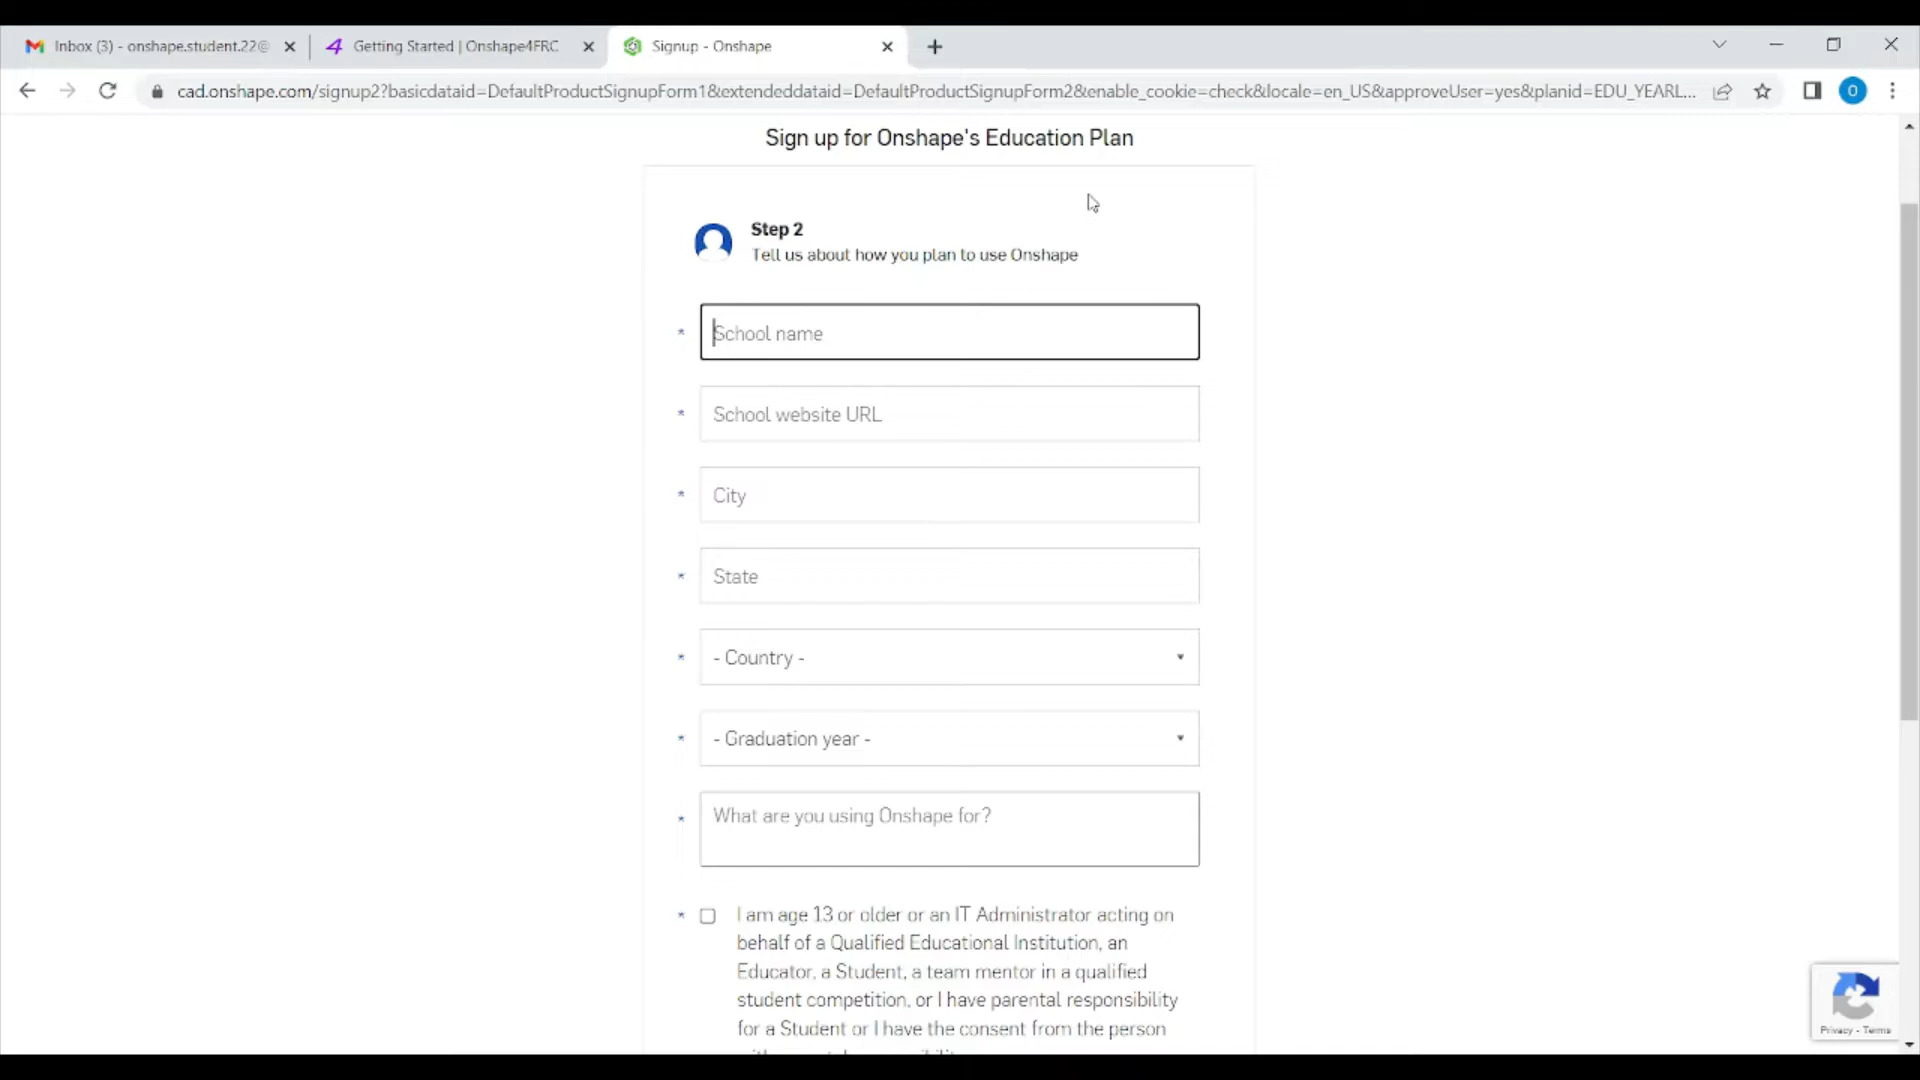 Inbox (3) - onshape.student.22@
Getting Started | Onshape4FRC
Signup - Onshape
cad.onshape.com/signup2?basicdataid=DefaultProductSignupForm1&extendeddataid=DefaultProductSignupForm2&enable_cookie=check&locale=en_US&approveUser=yes&planid=EDU_YEARL...
O
Sign up for Onshape's Education Plan
Step 2
Tell us about how you plan to use Onshape
* School name
* School website URL
* City
* State
* - Country -
* - Graduation year -
* What are you using Onshape for?
* I am age 13 or older or an IT Administrator acting on
behalf of a Qualified Educational Institution, an
Educator, a Student, a team mentor in a qualified
student competition, or I have parental responsibility
for a Student or I have the consent from the person
Privacy - Terms